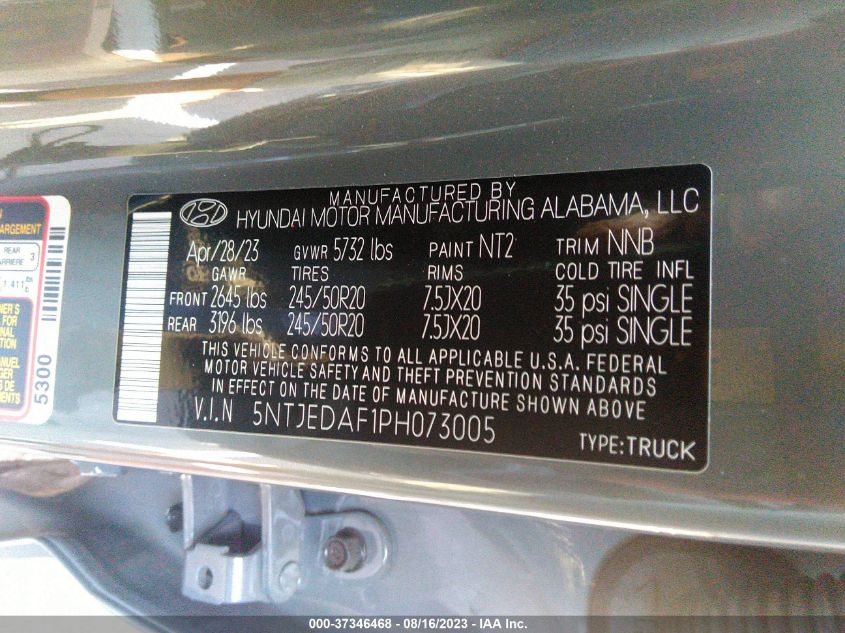 MANUFACTURED BY
HYUNDAI MOTOR MANUFACTURING ALABAMA, LLC
Apr/28/23 GVWR 5732 lbs PAINT NT2 TRIM NNB
GAWR TIRES RIMS COLD TIRE INFL
FRONT 2645 lbs 245/50R20 7.5JX20 35 psi SINGLE
REAR 3196 lbs 245/50R20 7.5JX20 35 psi SINGLE
THIS VEHICLE CONFORMS TO ALL APPLICABLE U.S.A. FEDERAL
MOTOR VEHICLE SAFETY AND THEFT PREVENTION STANDARDS
IN EFFECT ON THE DATE OF MANUFACTURE SHOWN ABOVE
V.I.N 5NTJEDAF1PH073005
TYPE:TRUCK
REAR
3
5300
000-37346468 - 08/16/2023 - IAA Inc.